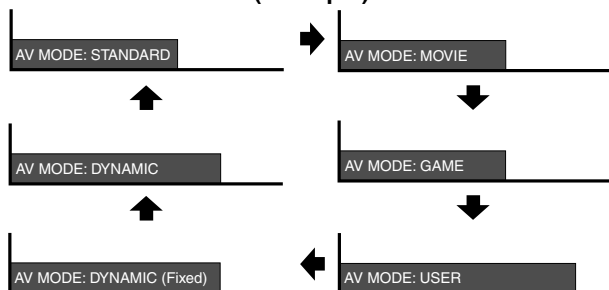 AV MODE: STANDARD
AV MODE: MOVIE
AV MODE: DYNAMIC
AV MODE: GAME
AV MODE: DYNAMIC (Fixed)
AV MODE: USER